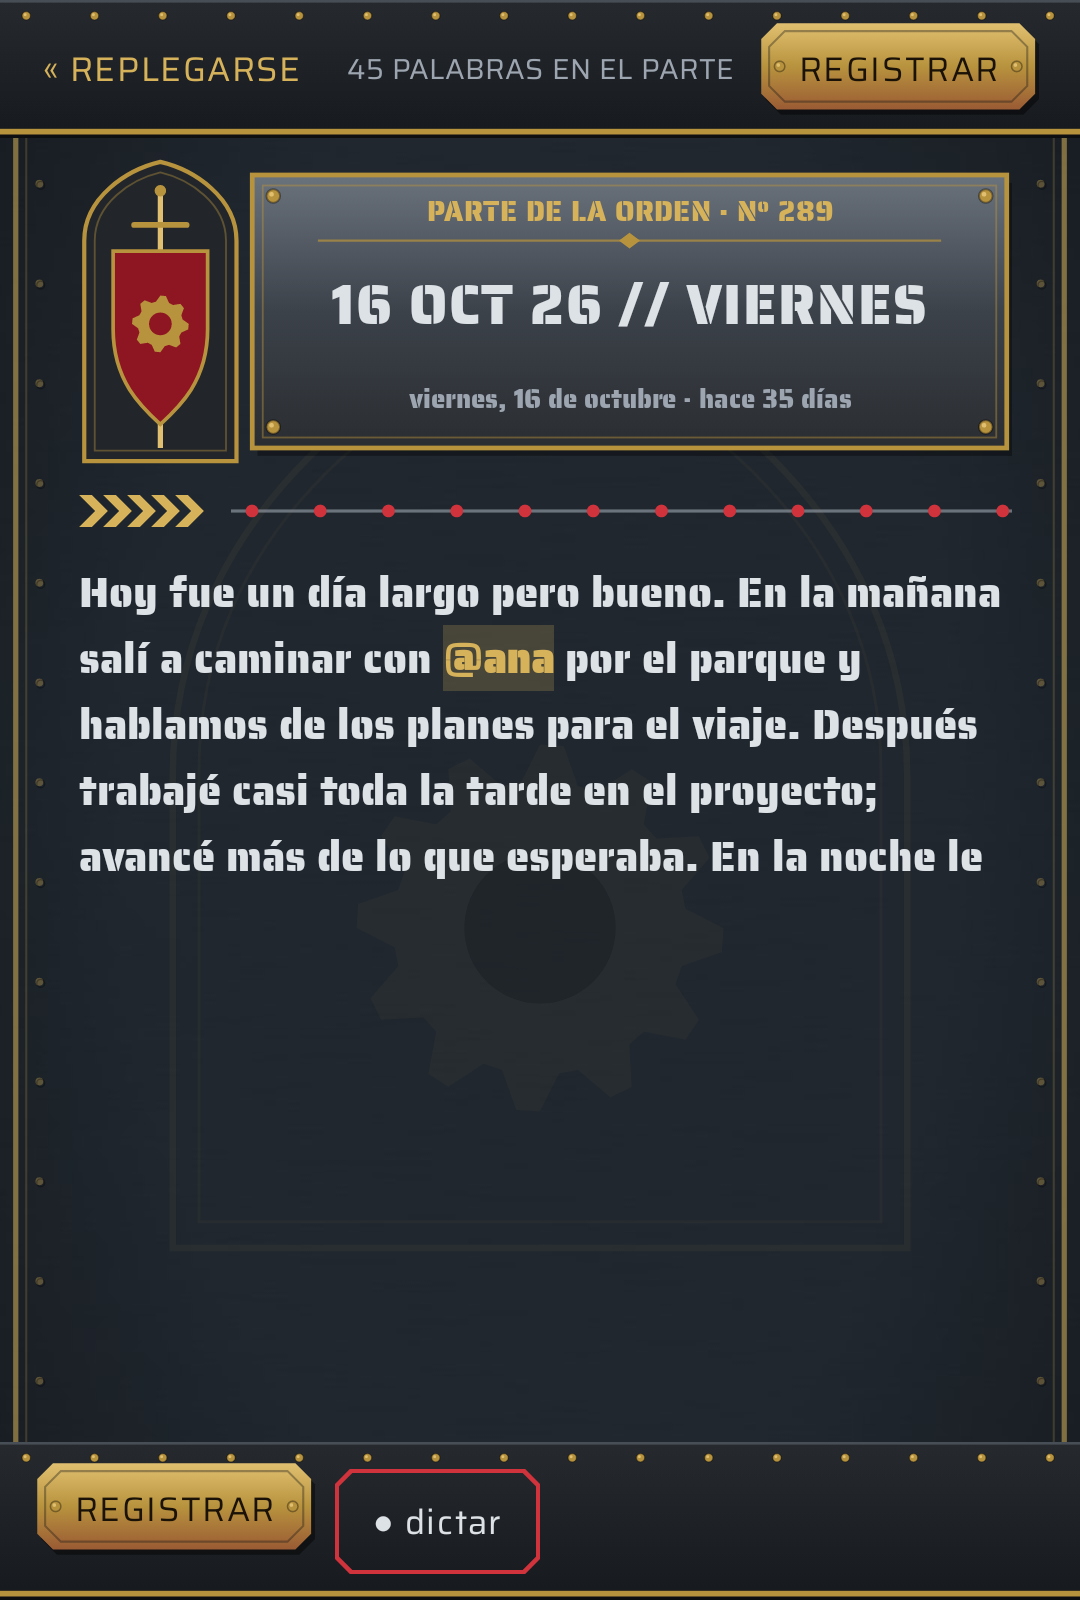 « REPLEGARSE
45 PALABRAS EN EL PARTE
REGISTRAR
PARTE DE LA ORDEN · Nº 289
16 OCT 26 // VIERNES
viernes, 16 de octubre · hace 35 días
Hoy fue un día largo pero bueno. En la mañana
salí a caminar con @ana por el parque y
hablamos de los planes para el viaje. Después
trabajé casi toda la tarde en el proyecto;
avancé más de lo que esperaba. En la noche le
REGISTRAR
● dictar